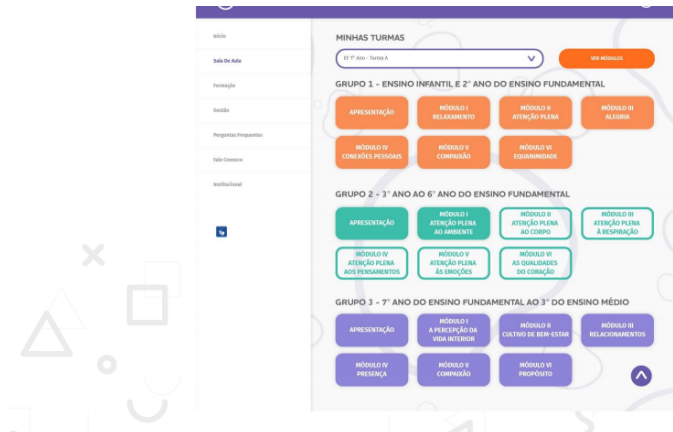 MINHAS TURMAS
Início
EF 1° Ano - Turma A
VER MÓDULOS
Sala De Aula
Formação
Gestão
Perguntas Frequentes
Fale Conosco
Institucional
GRUPO 1 - ENSINO INFANTIL E 2° ANO DO ENSINO FUNDAMENTAL
APRESENTAÇÃO
MÓDULO I
RELAXAMENTO
MÓDULO II
ATENÇÃO PLENA
MÓDULO III
ALEGRIA
MÓDULO IV
CONEXÕES PESSOAIS
MÓDULO V
COMPAIXÃO
MÓDULO VI
EQUANIMIDADE
GRUPO 2 - 3° ANO AO 6° ANO DO ENSINO FUNDAMENTAL
APRESENTAÇÃO
MÓDULO I
ATENÇÃO PLENA
AO AMBIENTE
MÓDULO II
ATENÇÃO PLENA
AO CORPO
MÓDULO III
ATENÇÃO PLENA
À RESPIRAÇÃO
MÓDULO IV
ATENÇÃO PLENA
AOS PENSAMENTOS
MÓDULO V
ATENÇÃO PLENA
ÀS EMOÇÕES
MÓDULO VI
AS QUALIDADES
DO CORAÇÃO
GRUPO 3 - 7° ANO DO ENSINO FUNDAMENTAL AO 3° DO ENSINO MÉDIO
APRESENTAÇÃO
MÓDULO I
A PERCEPÇÃO DA
VIDA INTERIOR
MÓDULO II
CULTIVO DE BEM-ESTAR
MÓDULO III
RELACIONAMENTOS
MÓDULO IV
PRESENÇA
MÓDULO V
COMPAIXÃO
MÓDULO VI
PROPÓSITO